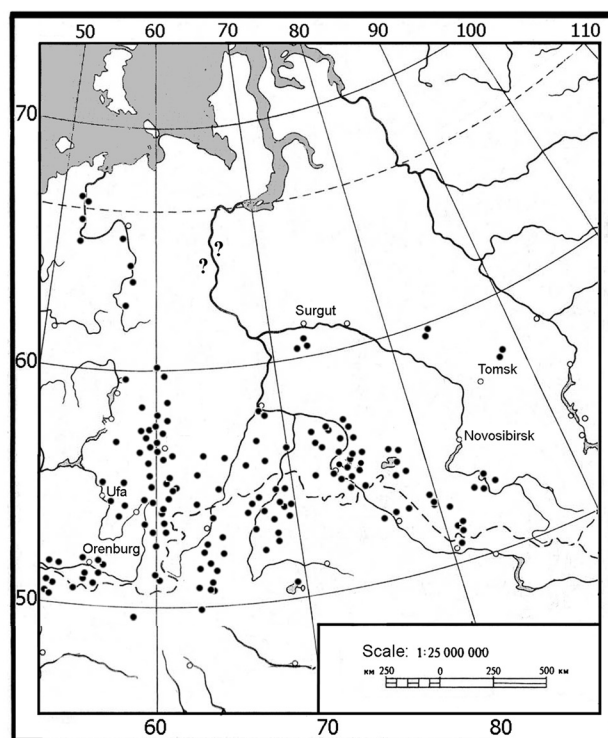 50 60 70 80 90 100 110
70
?
?
Surgut
60
Tomsk
Novosibirsk
Ufa
Orenburg
50
Scale: 1:25 000 000
км 250 0 250 500 км
60 70 80